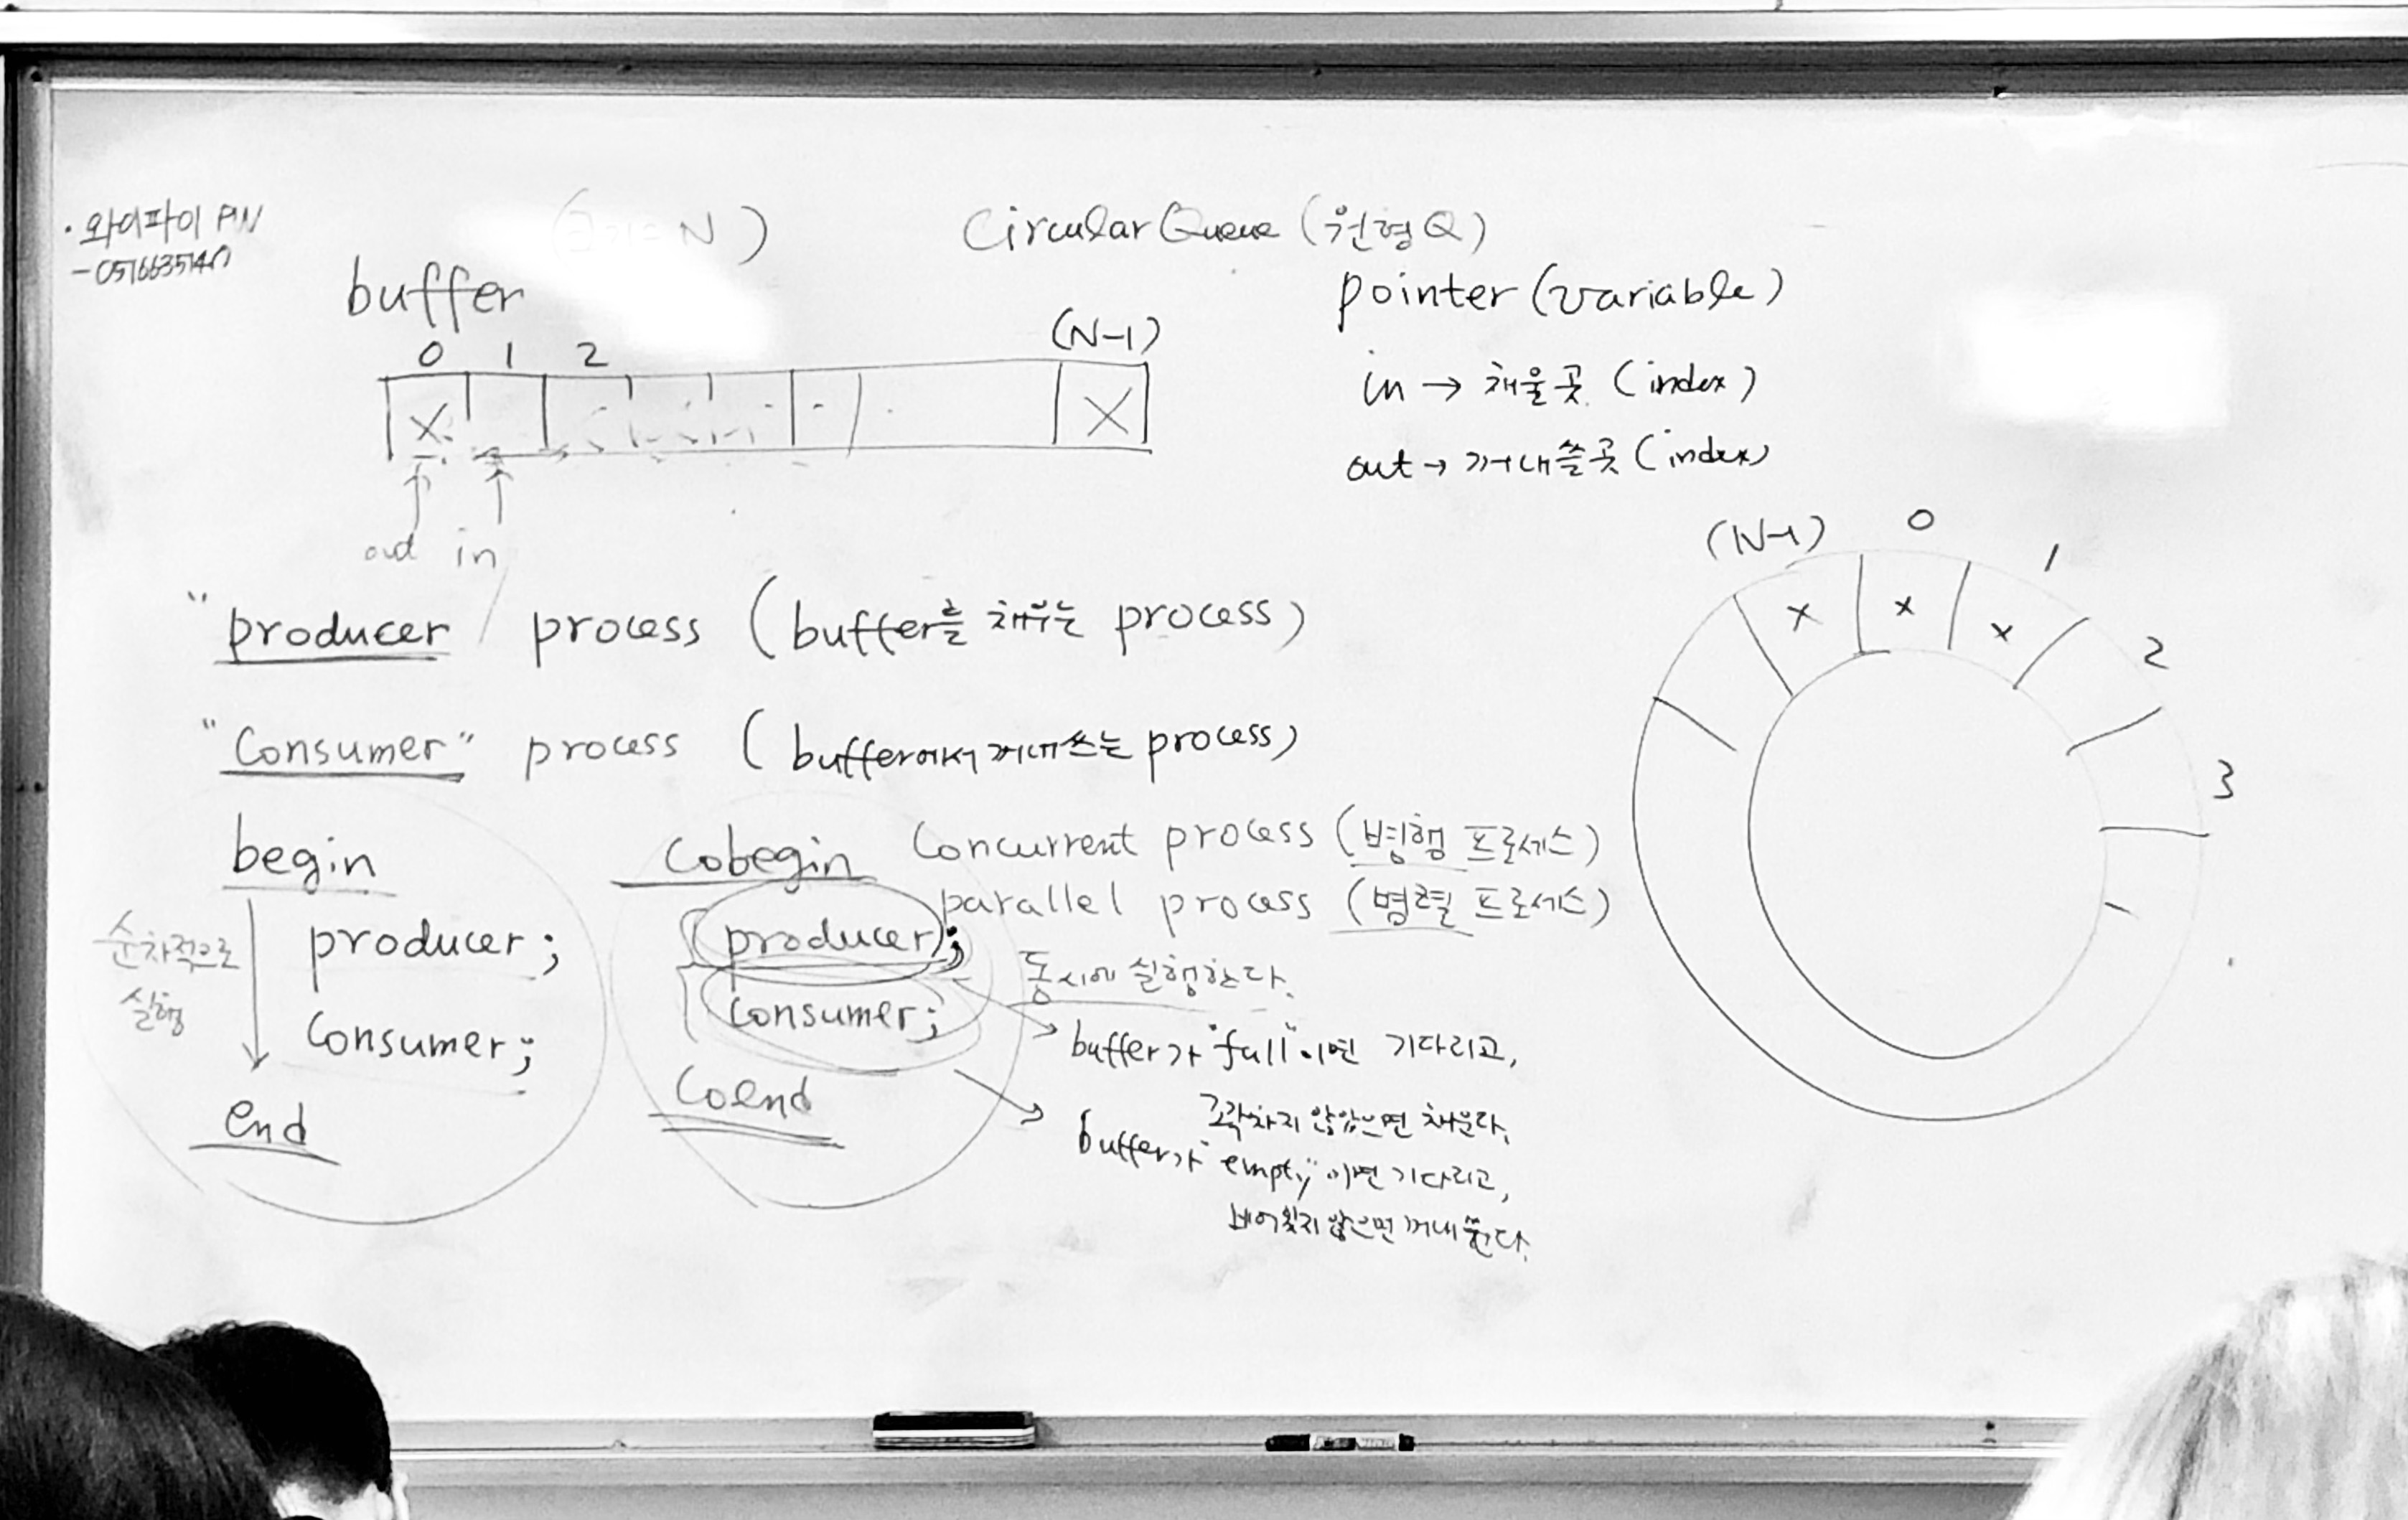 · 와이파이 PIN
N )
Circular Queue (원형Q)
buffer
pointer (variable)
0 1 2 (N-1)
in → 채울 곳 (index)
X X
out → 꺼내쓸곳 (index)
out in
(N-1) 0 1 2 3
X X X
"producer process (buffer를 채우는 process)
"Consumer" process (buffer에서 꺼내쓰는 process)
begin
순차적으로
실행
producer;
Consumer;
end
Cobegin
producer;
Consumer;
Coend
Concurrent process (병행 프로세스)
parallel process (병렬 프로세스)
동시에 실행한다.
buffer가 "full"이면 기다리고,
꽉차지 않았으면 채운다.
buffer가 "empty"이면 기다리고,
비어있지 않으면 꺼내 쓴다.